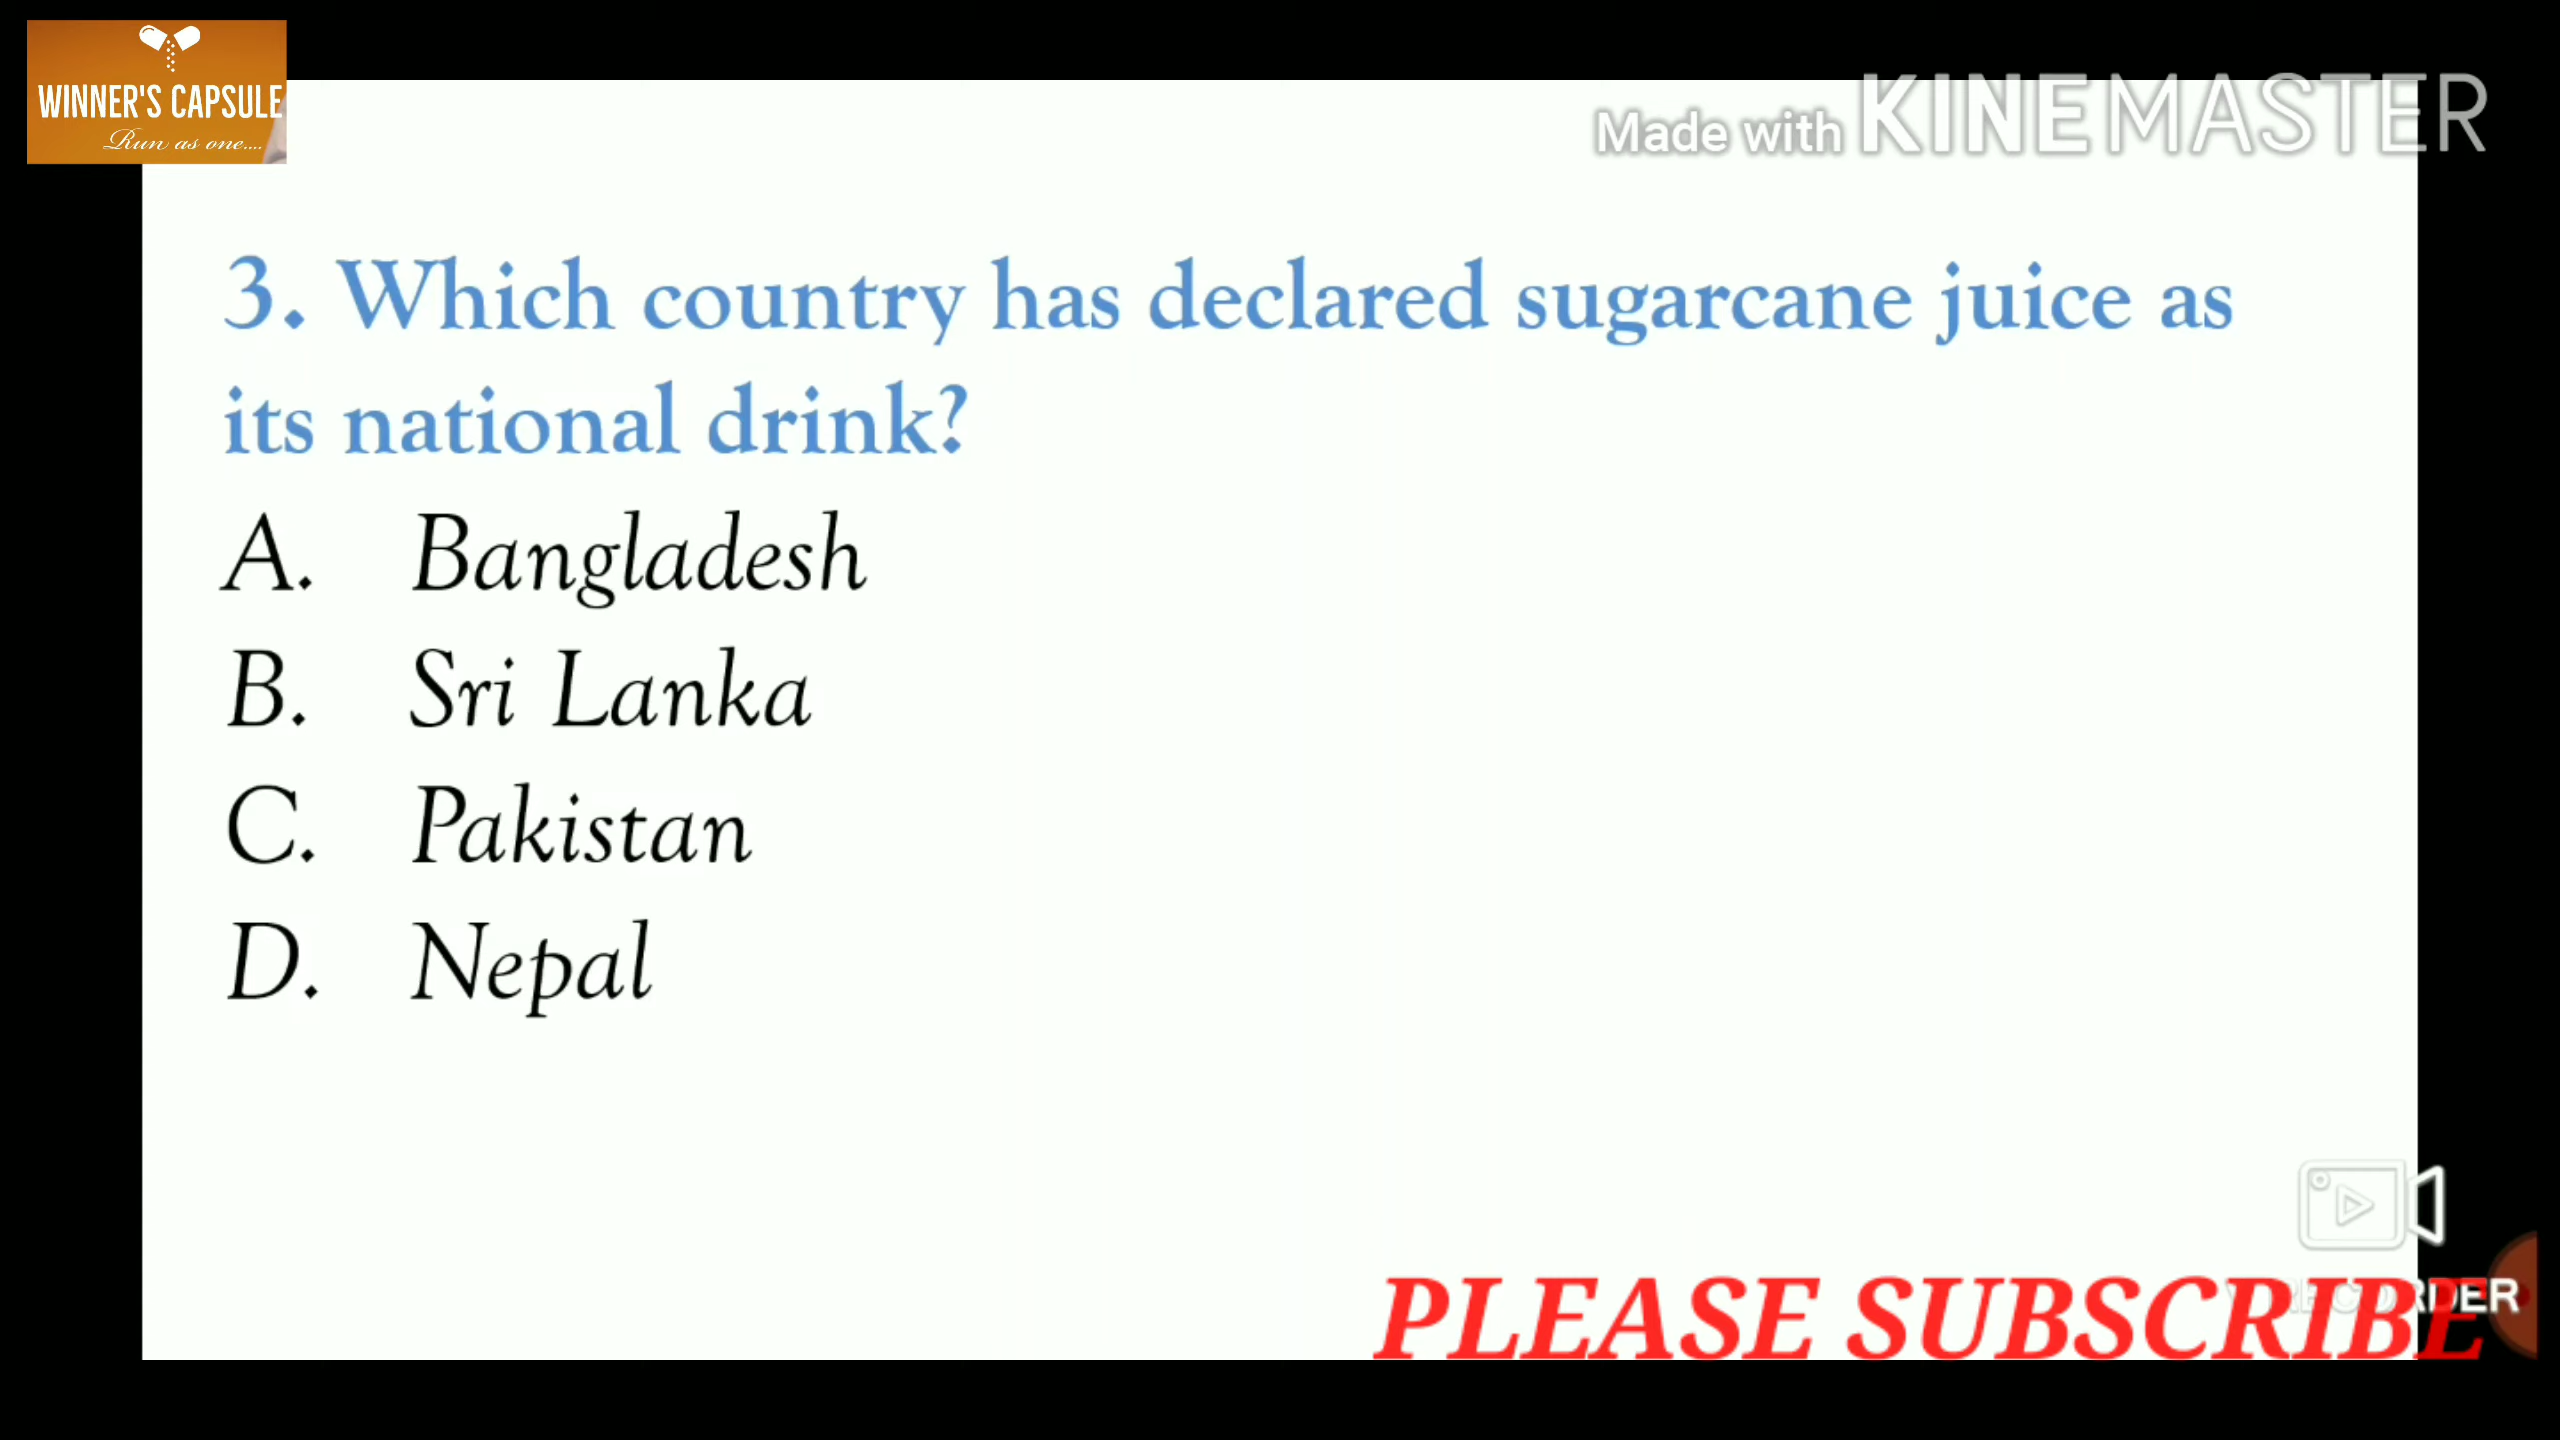 WINNER'S CAPSULE
Run as one....
Made with KINEMASTER
3. Which country has declared sugarcane juice as
its national drink?
A. Bangladesh
B. Sri Lanka
C. Pakistan
D. Nepal
PLEASE SUBSCRIBE